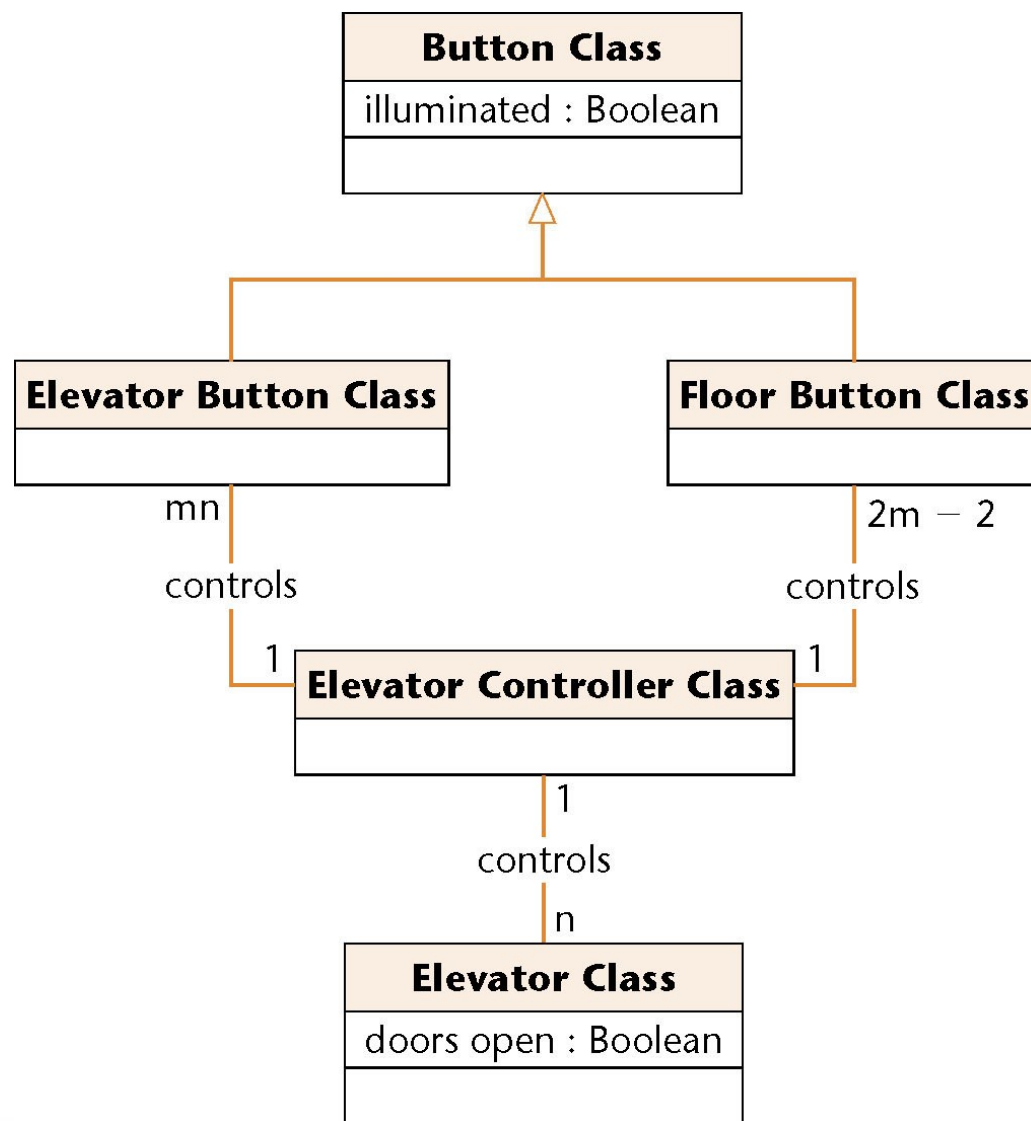 Button Class
illuminated : Boolean
Elevator Button Class
Floor Button Class
mn
2m − 2
controls
controls
1
1
Elevator Controller Class
1
controls
n
Elevator Class
doors open : Boolean